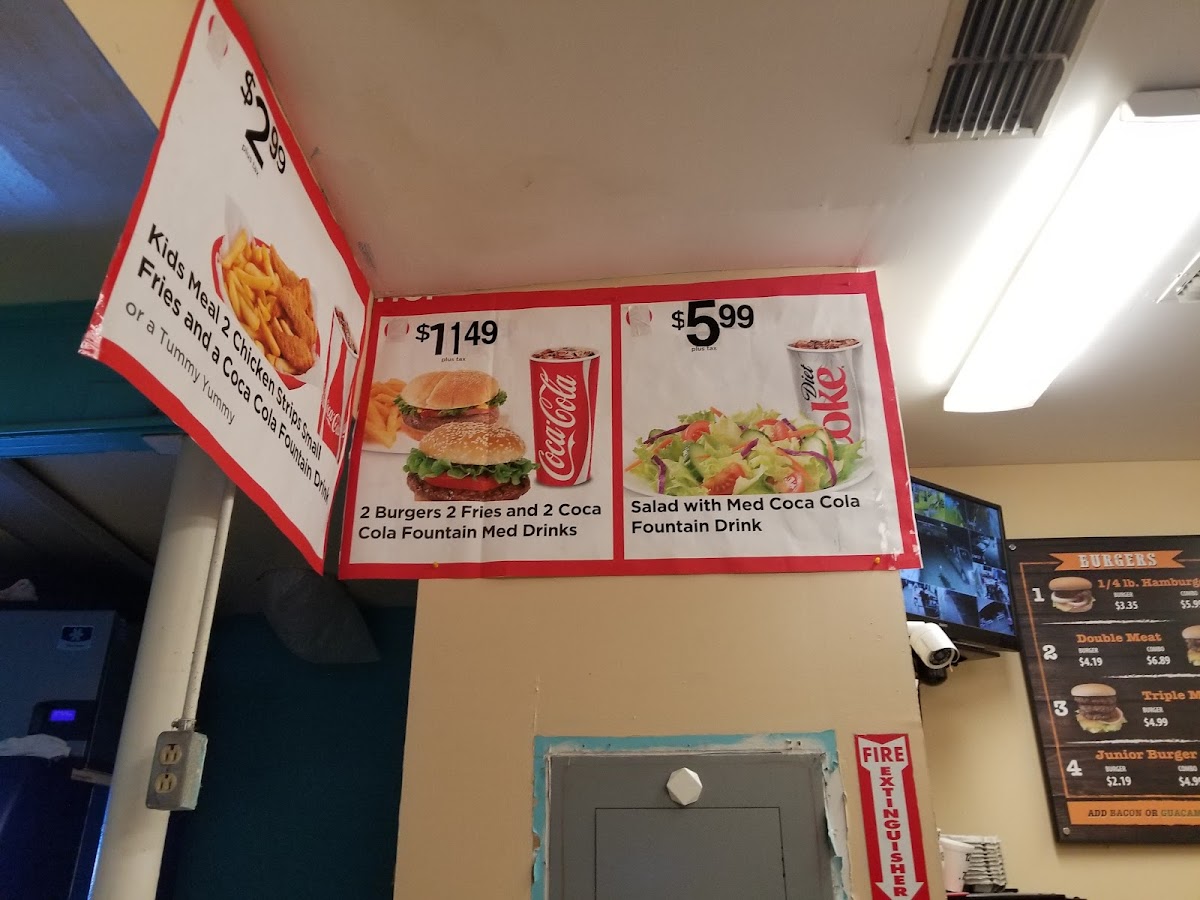 $2.99
plus tax
Kids Meal 2 Chicken Strips Small
Fries and a Coca Cola Fountain Drink
or a Tummy Yummy
$11.49
plus tax
Coca-Cola
2 Burgers 2 Fries and 2 Coca
Cola Fountain Med Drinks
$5.99
plus tax
Diet
Coke
Salad with Med Coca Cola
Fountain Drink
FIRE
EXTINGUISHER
BURGERS
1 1/4 lb. Hamburg
BURGER COMBO
$3.35 $5.9
2 Double Meat
BURGER COMBO
$4.19 $6.89
3 Triple M
BURGER
$4.99
4 Junior Burger
BURGER COMBO
$2.19 $4.9
ADD BACON OR GUACAM